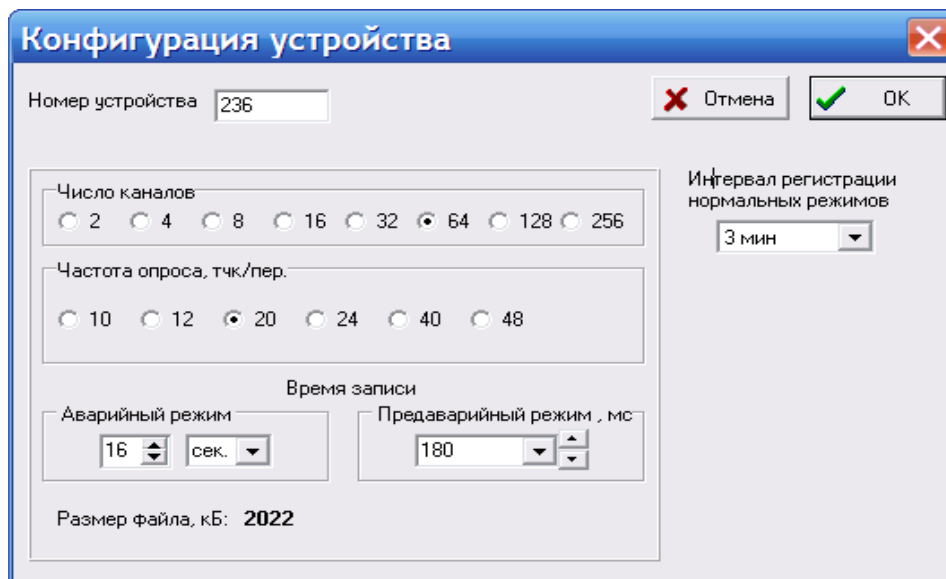 Конфигурация устройства
Номер устройства 236
Отмена
OK
Число каналов
2 4 8 16 32 64 128 256
Интервал регистрации
нормальных режимов
3 мин
Частота опроса, тчк/пер.
10 12 20 24 40 48
Время записи
Аварийный режим
16 сек.
Предаварийный режим , мс
180
Размер файла, кБ: 2022